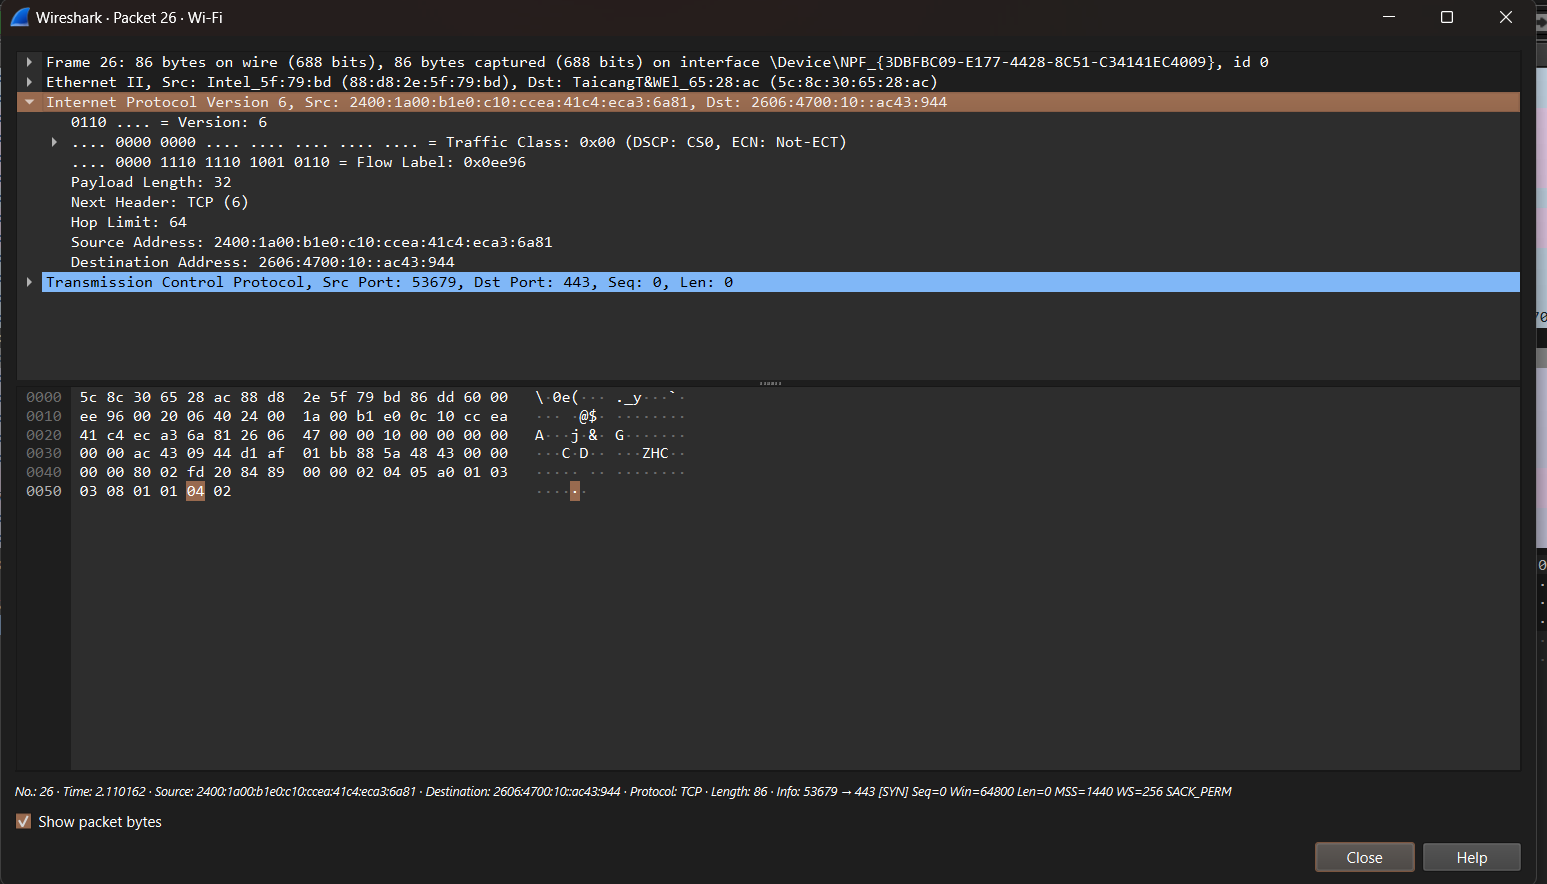 Wireshark · Packet 26 · Wi-Fi
Frame 26: 86 bytes on wire (688 bits), 86 bytes captured (688 bits) on interface \Device\NPF_{3DBFBC09-E177-4428-8C51-C34141EC4009}, id 0
Ethernet II, Src: Intel_5f:79:bd (88:d8:2e:5f:79:bd), Dst: TaicangT&WEl_65:28:ac (5c:8c:30:65:28:ac)
Internet Protocol Version 6, Src: 2400:1a00:b1e0:c10:ccea:41c4:eca3:6a81, Dst: 2606:4700:10::ac43:944
0110 .... = Version: 6
.... 0000 0000 .... .... .... .... .... = Traffic Class: 0x00 (DSCP: CS0, ECN: Not-ECT)
.... 0000 1110 1110 1001 0110 = Flow Label: 0x0ee96
Payload Length: 32
Next Header: TCP (6)
Hop Limit: 64
Source Address: 2400:1a00:b1e0:c10:ccea:41c4:eca3:6a81
Destination Address: 2606:4700:10::ac43:944
Transmission Control Protocol, Src Port: 53679, Dst Port: 443, Seq: 0, Len: 0
0000 5c 8c 30 65 28 ac 88 d8 2e 5f 79 bd 86 dd 60 00 \·0e(··· ._y···`·
0010 ee 96 00 20 06 40 24 00 1a 00 b1 e0 0c 10 cc ea ··· ·@$· ········
0020 41 c4 ec a3 6a 81 26 06 47 00 00 10 00 00 00 00 A···j·&· G·······
0030 00 00 ac 43 09 44 d1 af 01 bb 88 5a 48 43 00 00 ···C·D·· ···ZHC··
0040 00 00 80 02 fd 20 84 89 00 00 02 04 05 a0 01 03 ····· ·· ········
0050 03 08 01 01 04 02 ······
No.: 26 · Time: 2.110162 · Source: 2400:1a00:b1e0:c10:ccea:41c4:eca3:6a81 · Destination: 2606:4700:10::ac43:944 · Protocol: TCP · Length: 86 · Info: 53679 → 443 [SYN] Seq=0 Win=64800 Len=0 MSS=1440 WS=256 SACK_PERM
Show packet bytes
Close
Help